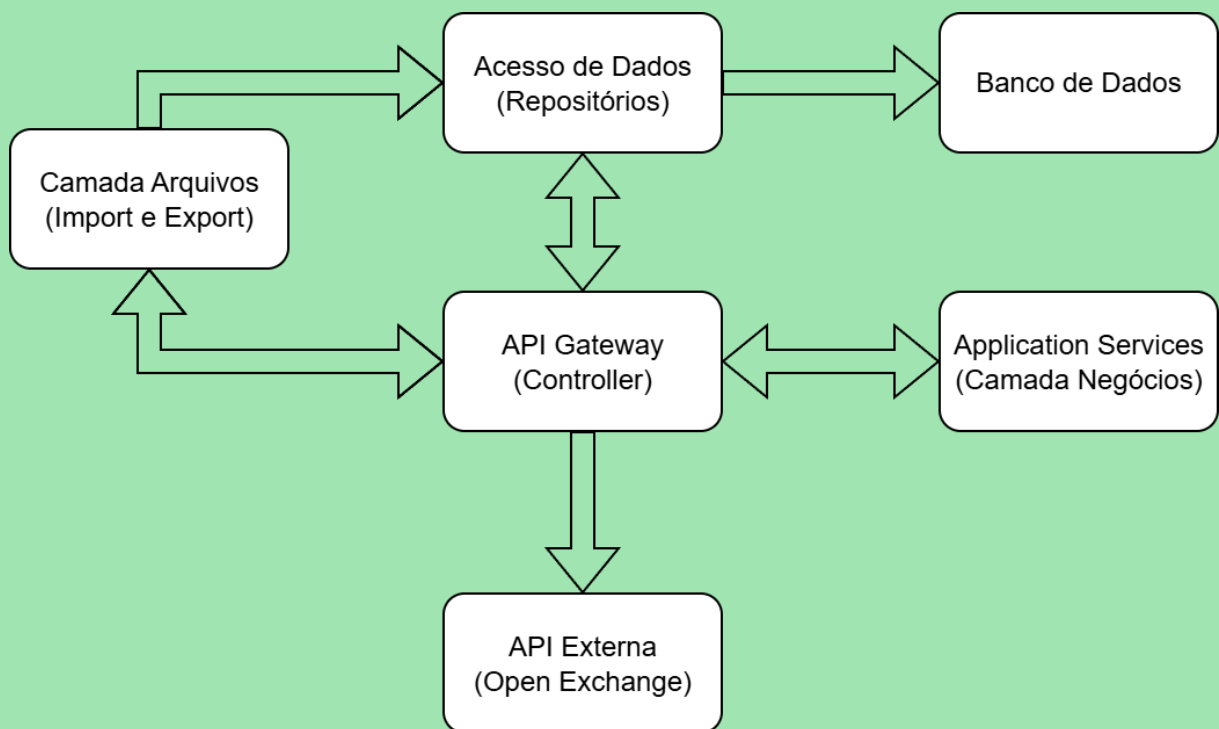 Acesso de Dados
(Repositórios)
Banco de Dados
Camada Arquivos
(Import e Export)
API Gateway
(Controller)
Application Services
(Camada Negócios)
API Externa
(Open Exchange)